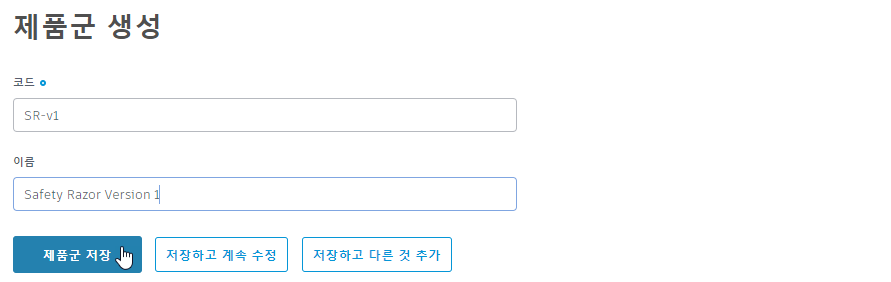 제품군 생성
코드
SR-v1
이름
Safety Razor Version 1
제품군 저장 저장하고 계속 수정 저장하고 다른 것 추가